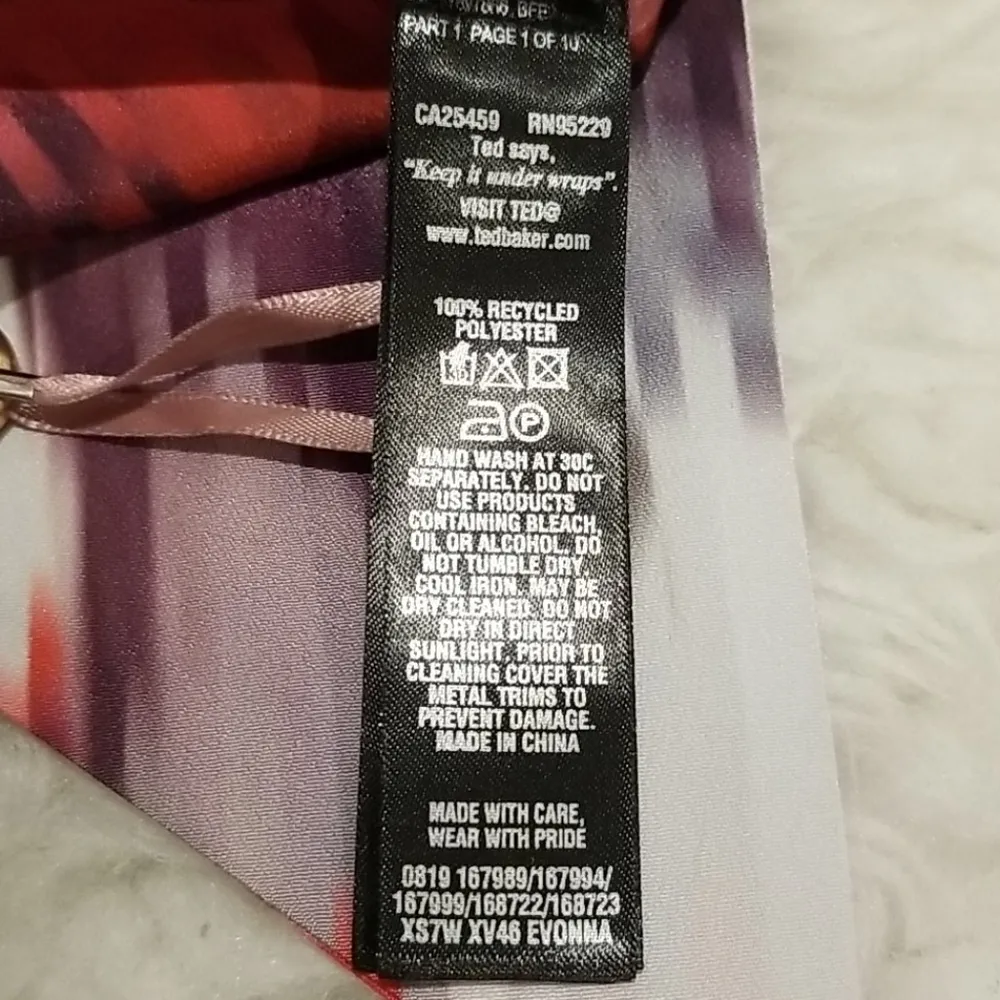 PART 1 PAGE 1 OF 10
CA25459 RN95229
Ted says,
"Keep it under wraps".
VISIT TED@
www.tedbaker.com
100% RECYCLED
POLYESTER
P
HAND WASH AT 30C
SEPARATELY. DO NOT
USE PRODUCTS
CONTAINING BLEACH,
OIL OR ALCOHOL. DO
NOT TUMBLE DRY.
COOL IRON. MAY BE
DRY CLEANED. DO NOT
DRY IN DIRECT
SUNLIGHT. PRIOR TO
CLEANING COVER THE
METAL TRIMS TO
PREVENT DAMAGE.
MADE IN CHINA
MADE WITH CARE,
WEAR WITH PRIDE
0819 167989/167994/
167999/168722/168723
XS7W XV46 EVONNA